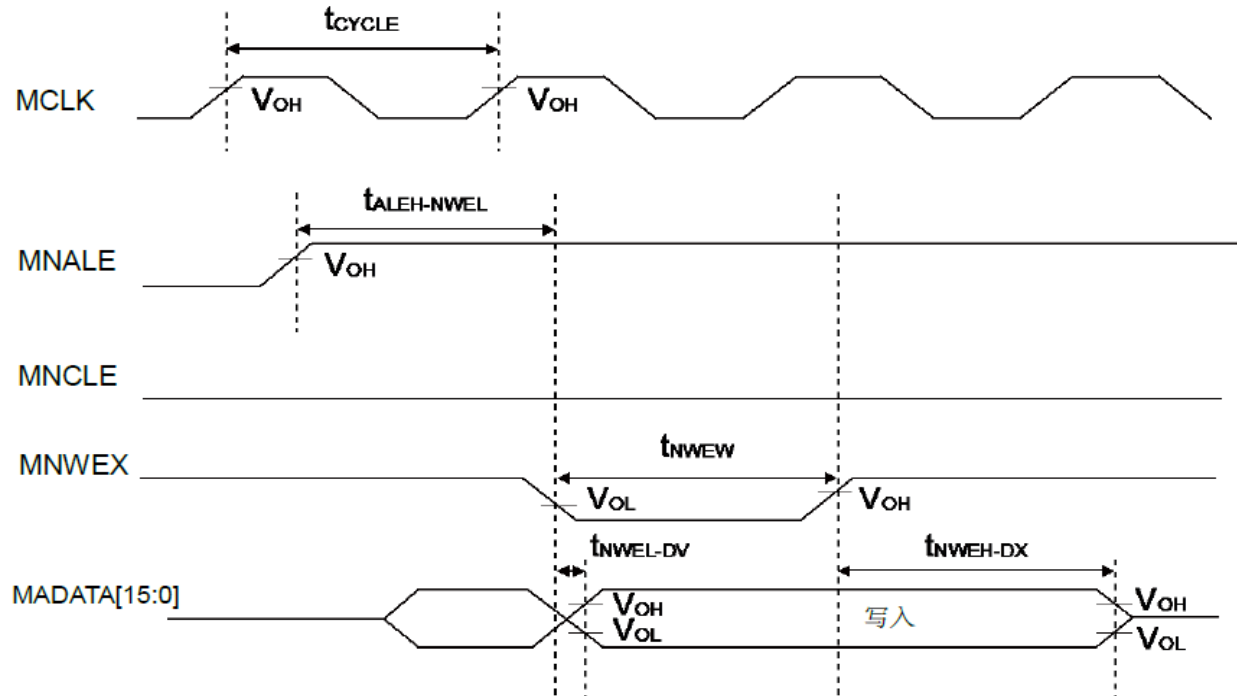 tCYCLE
MCLK
VOH VOH
tALEH-NWEL
MNALE
VOH
MNCLE
MNWEX
tNWEW
VOL VOH
tNWEL-DV tNWEH-DX
MADATA[15:0]
VOH 写入 VOH
VOL VOL